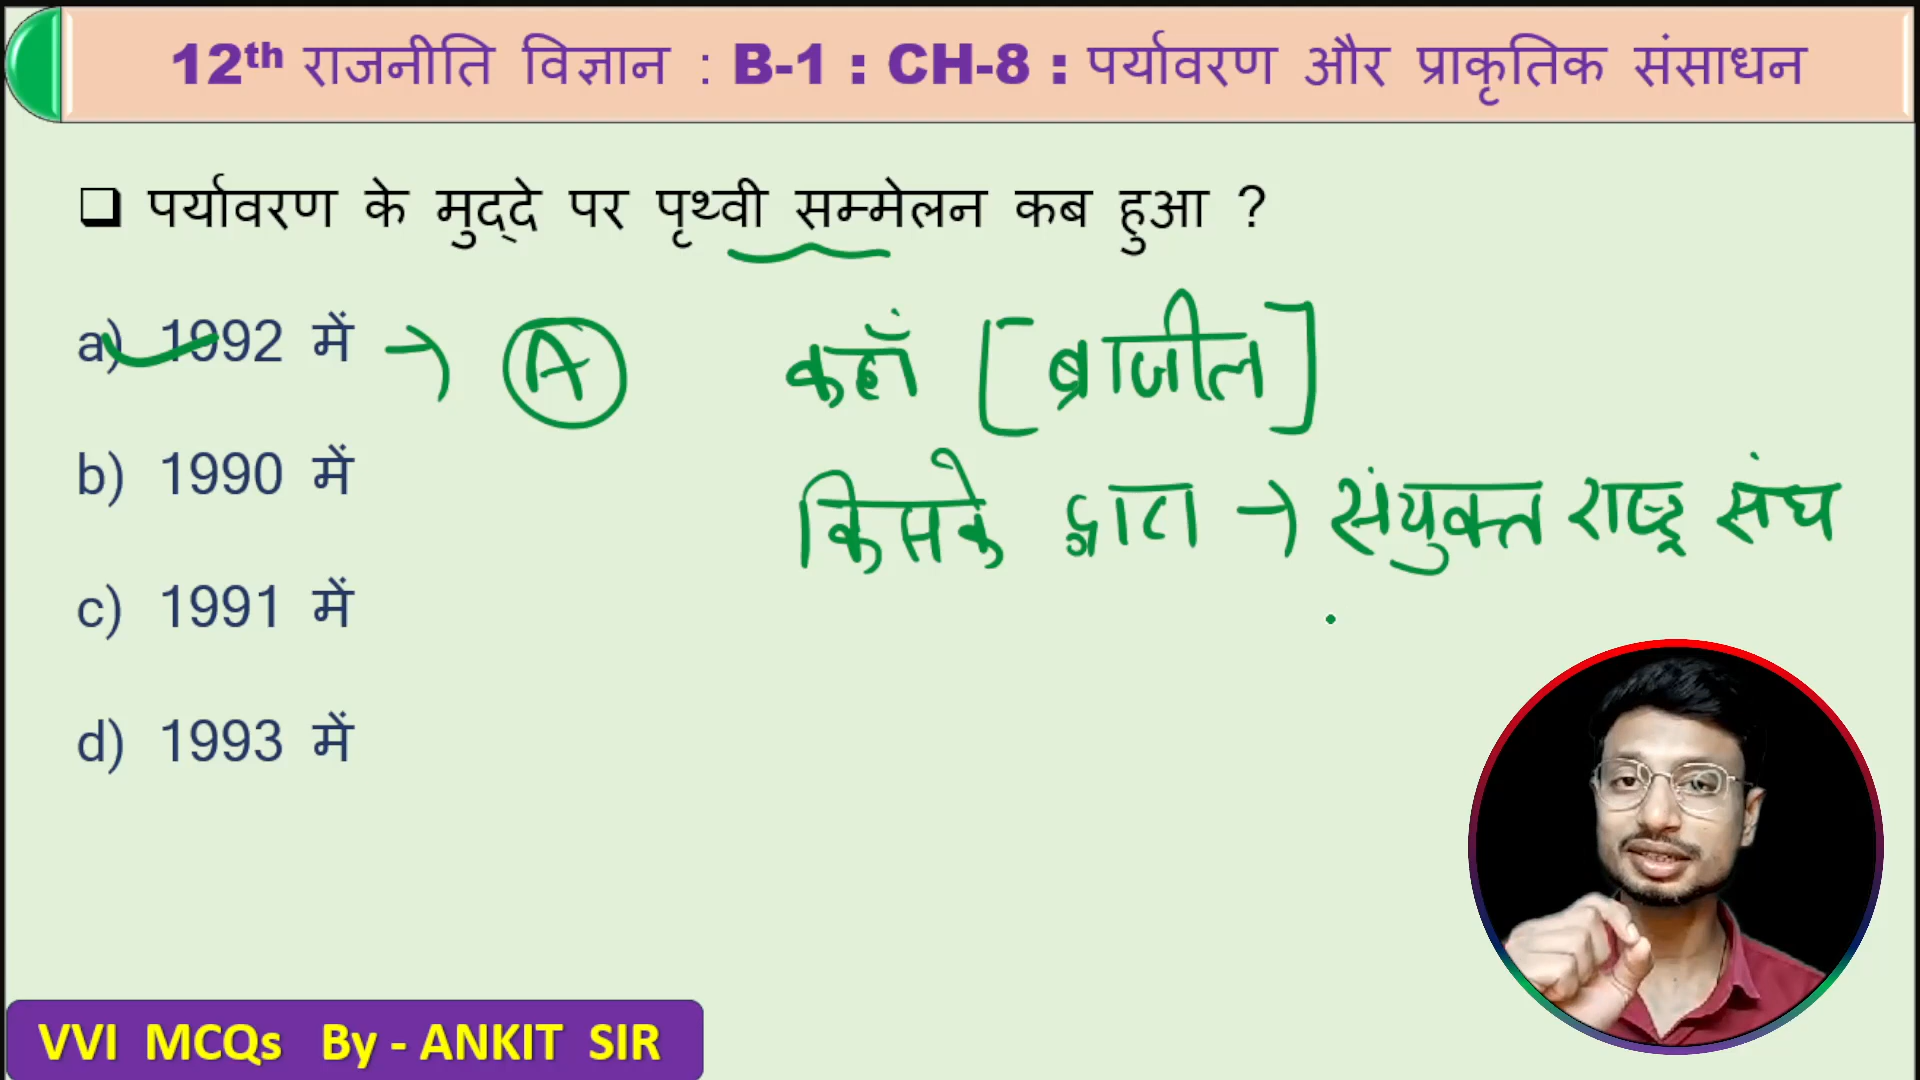 12th राजनीति विज्ञान : B-1 : CH-8 : पर्यावरण और प्राकृतिक संसाधन
❑ पर्यावरण के मुद्दे पर पृथ्वी सम्मेलन कब हुआ ?
a) 1992 में → A कहाँ [ब्राजील]
b) 1990 में
किसके द्वारा → संयुक्त राष्ट्र संघ
c) 1991 में
d) 1993 में
VVI MCQs By - ANKIT SIR